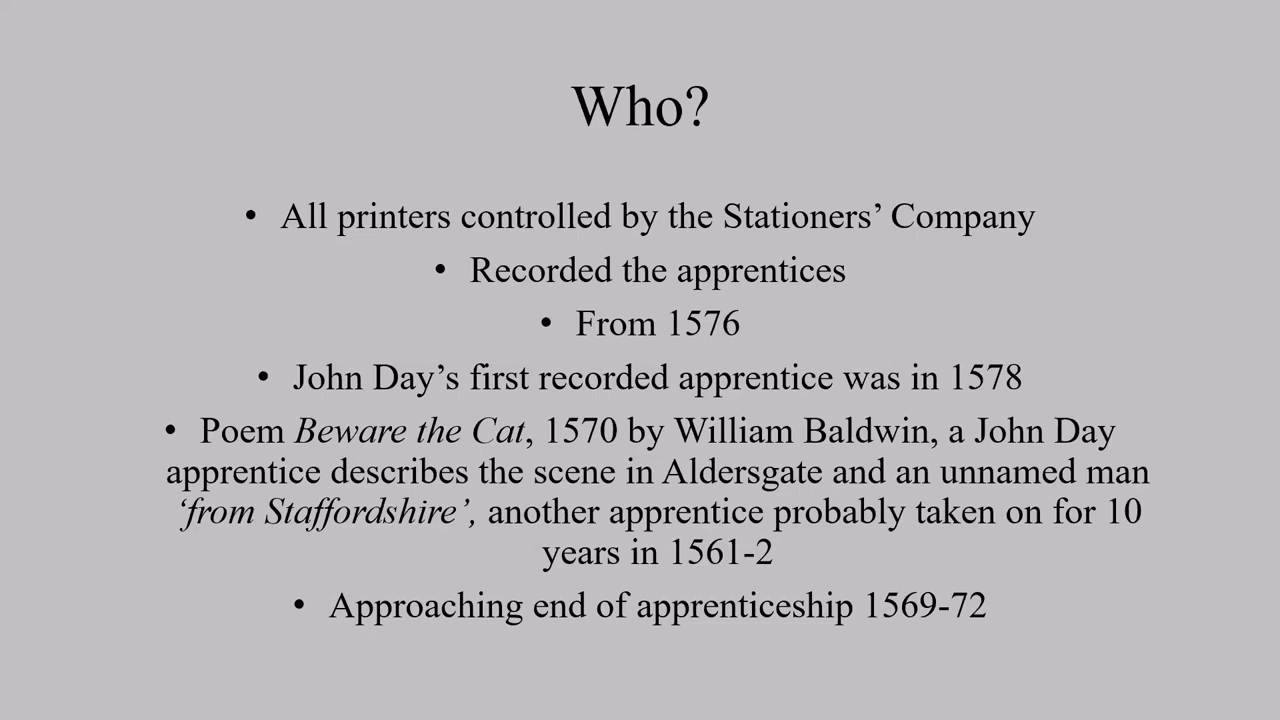 Who?
• All printers controlled by the Stationers’ Company
• Recorded the apprentices
• From 1576
• John Day’s first recorded apprentice was in 1578
• Poem Beware the Cat, 1570 by William Baldwin, a John Day
apprentice describes the scene in Aldersgate and an unnamed man
‘from Staffordshire’, another apprentice probably taken on for 10
years in 1561-2
• Approaching end of apprenticeship 1569-72